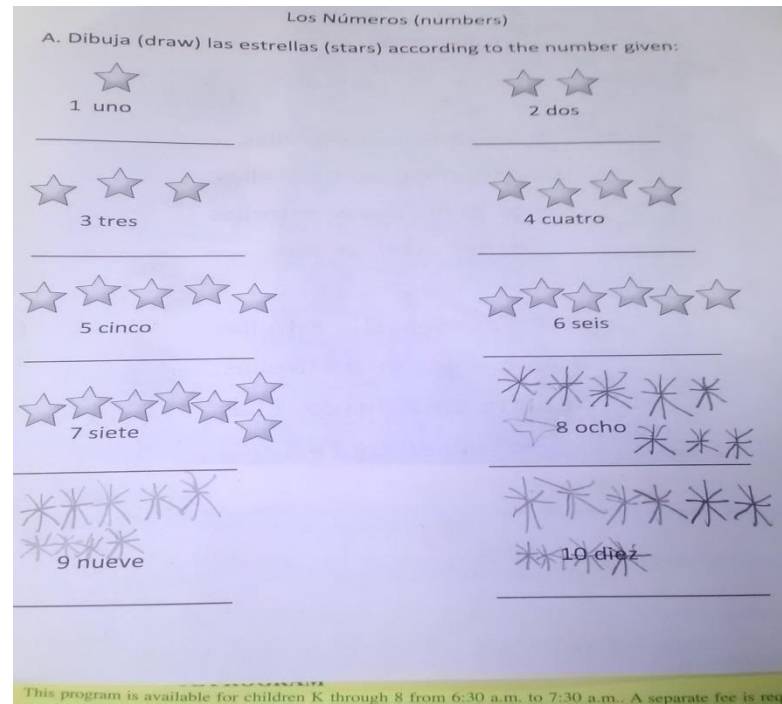 Los Números (numbers)
A. Dibuja (draw) las estrellas (stars) according to the number given:
1 uno
2 dos
3 tres
4 cuatro
5 cinco
6 seis
7 siete
8 ocho
9 nueve
10 diez
This program is available for children K through 8 from 6:30 a.m. to 7:30 a.m.. A separate fee is